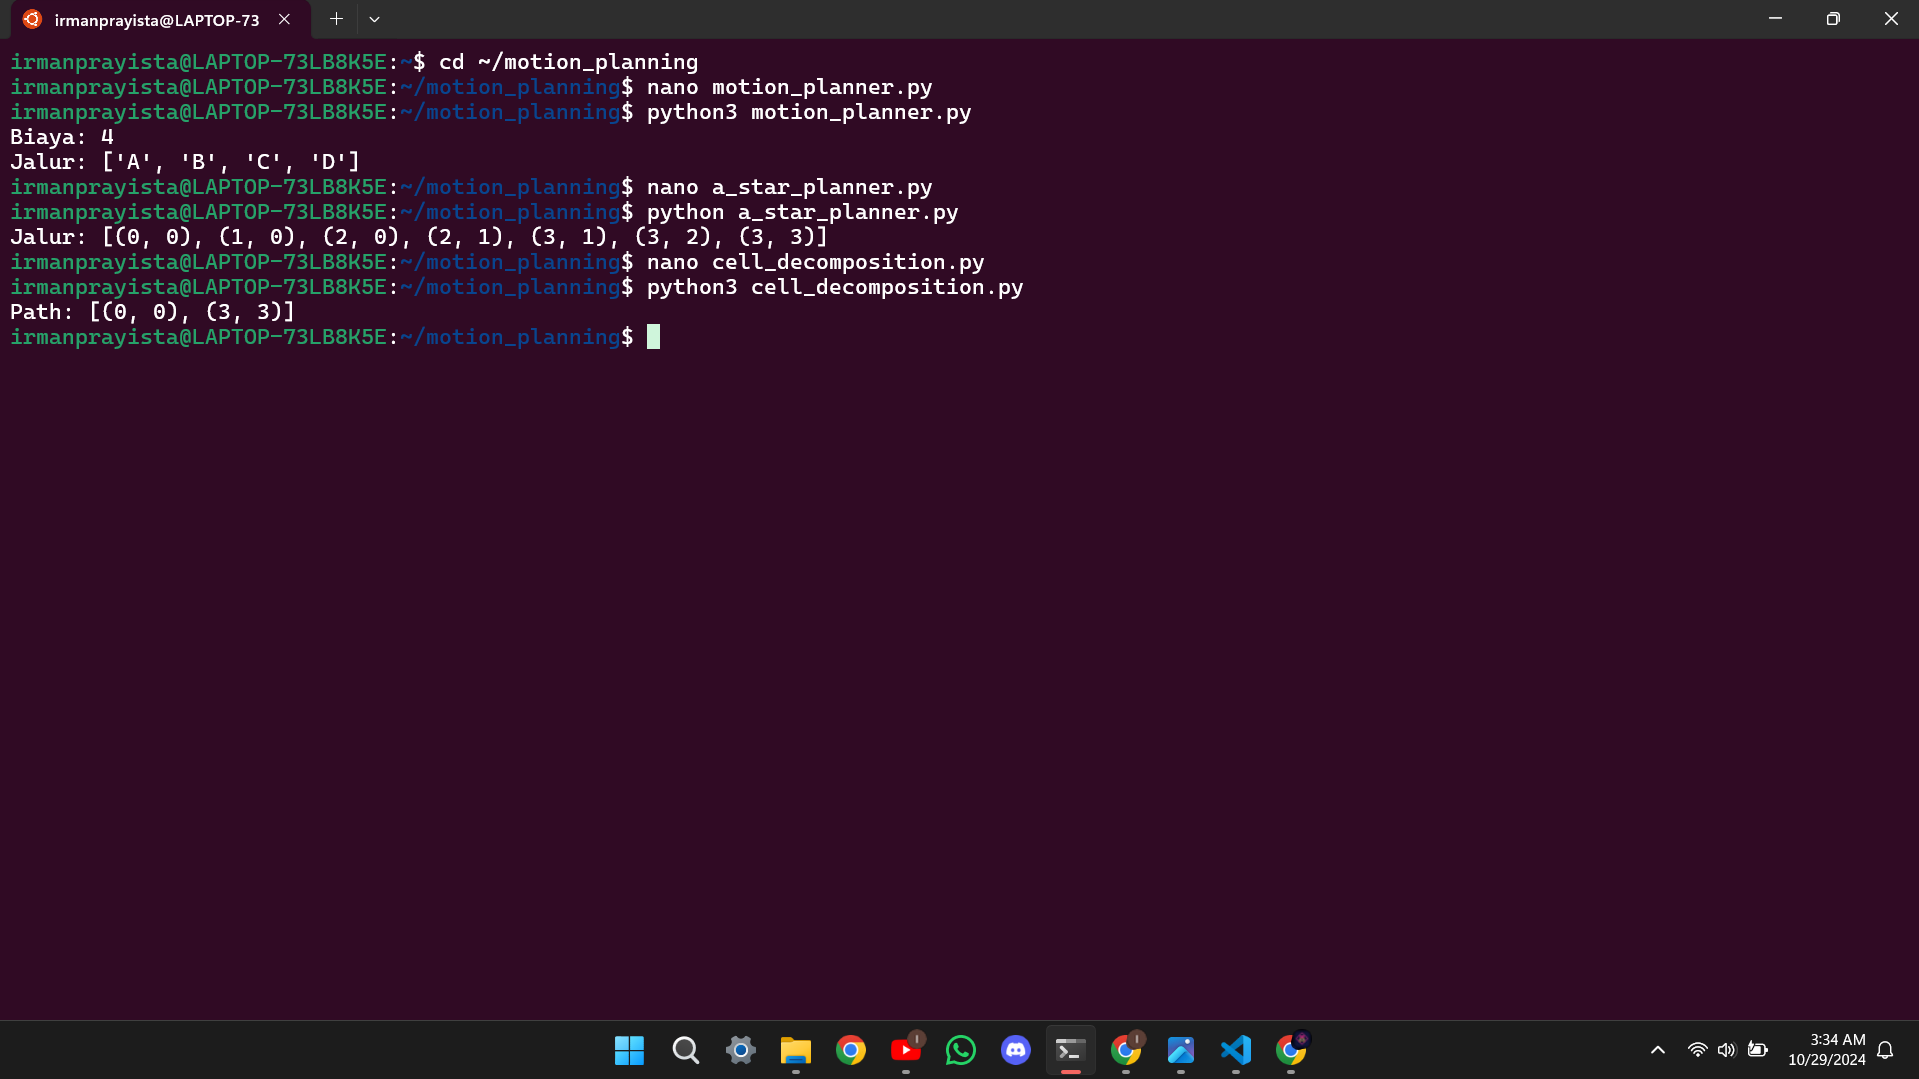 irmanprayista@LAPTOP-73
irmanprayista@LAPTOP-73LB8K5E:~$ cd ~/motion_planning
irmanprayista@LAPTOP-73LB8K5E:~/motion_planning$ nano motion_planner.py
irmanprayista@LAPTOP-73LB8K5E:~/motion_planning$ python3 motion_planner.py
Biaya: 4
Jalur: ['A', 'B', 'C', 'D']
irmanprayista@LAPTOP-73LB8K5E:~/motion_planning$ nano a_star_planner.py
irmanprayista@LAPTOP-73LB8K5E:~/motion_planning$ python a_star_planner.py
Jalur: [(0, 0), (1, 0), (2, 0), (2, 1), (3, 1), (3, 2), (3, 3)]
irmanprayista@LAPTOP-73LB8K5E:~/motion_planning$ nano cell_decomposition.py
irmanprayista@LAPTOP-73LB8K5E:~/motion_planning$ python3 cell_decomposition.py
Path: [(0, 0), (3, 3)]
irmanprayista@LAPTOP-73LB8K5E:~/motion_planning$
3:34 AM
10/29/2024